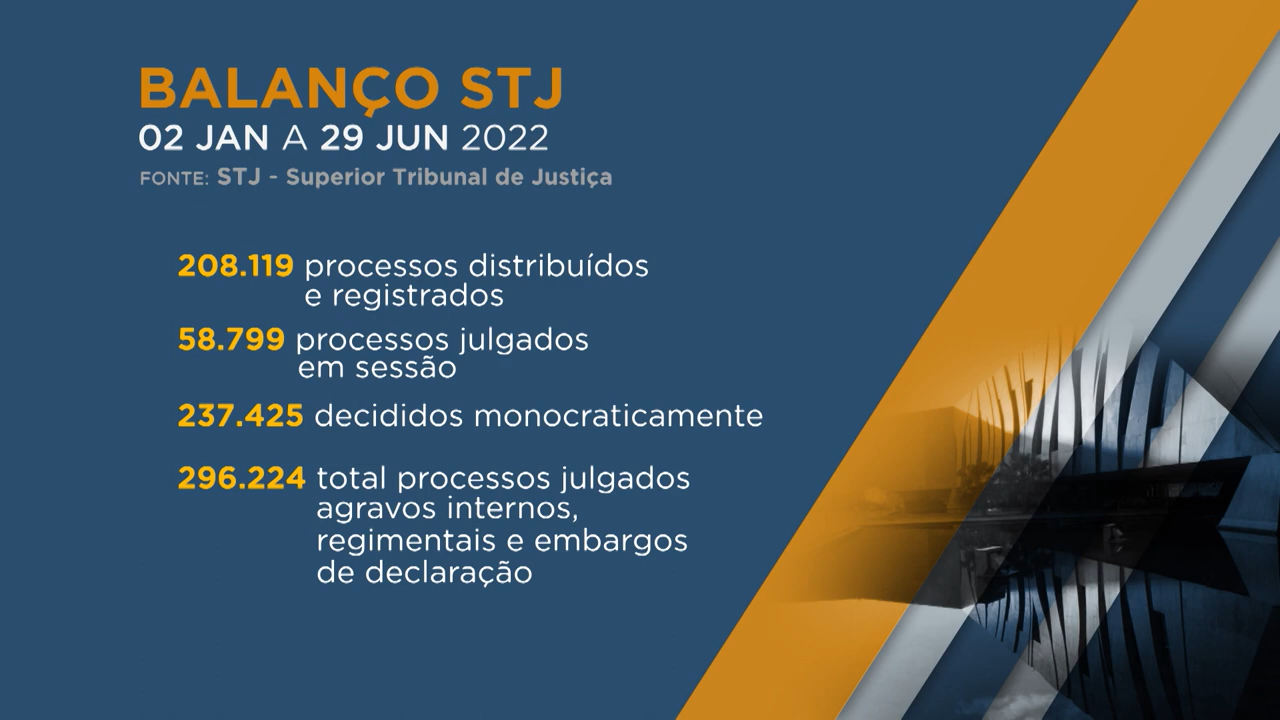 BALANÇO STJ
02 JAN A 29 JUN 2022
FONTE: STJ - Superior Tribunal de Justiça
208.119 processos distribuídos
e registrados
58.799 processos julgados
em sessão
237.425 decididos monocraticamente
296.224 total processos julgados
agravos internos,
regimentais e embargos
de declaração